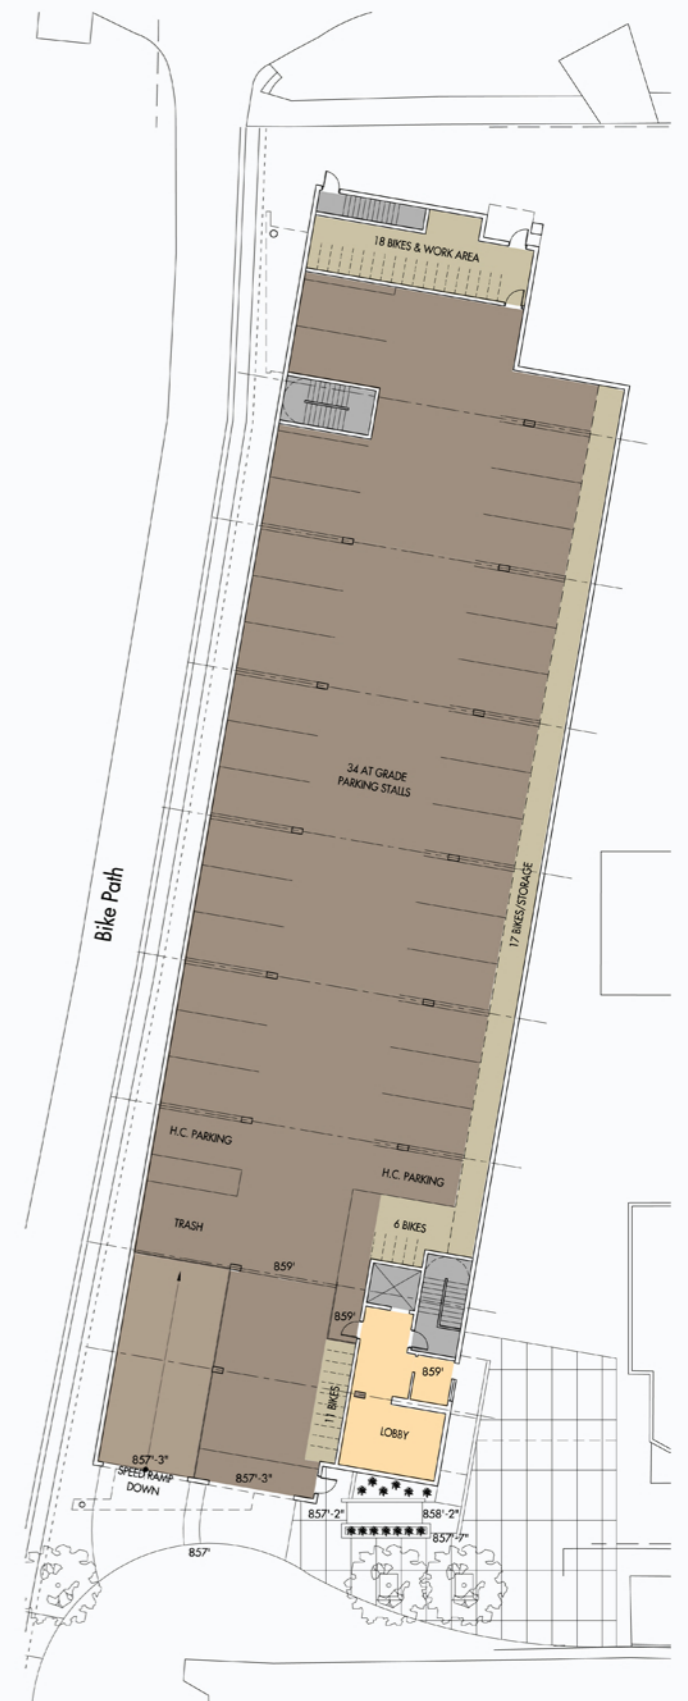 18 BIKES & WORK AREA
34 AT GRADE
PARKING STALLS
17 BIKES/STORAGE
Bike Path
H.C. PARKING
H.C. PARKING
TRASH
6 BIKES
859'
859'
859'
11 BIKES
LOBBY
857'-3"
SPEED RAMP
DOWN
857'-3"
857'-2"
858'-2"
857'-7"
857'